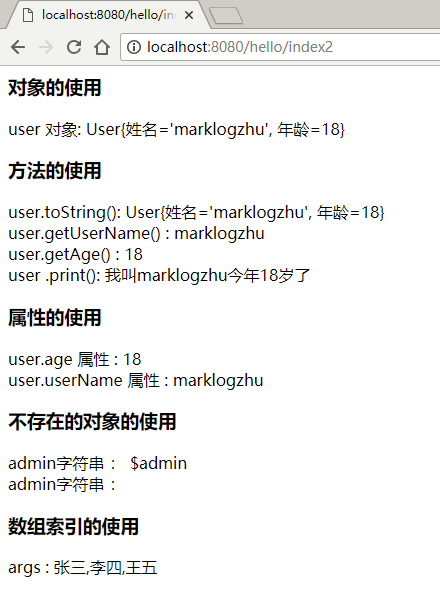 localhost:8080/hello/in
localhost:8080/hello/index2
对象的使用
user 对象: User{姓名='marklogzhu', 年龄=18}
方法的使用
user.toString(): User{姓名='marklogzhu', 年龄=18}
user.getUserName() : marklogzhu
user.getAge() : 18
user .print(): 我叫marklogzhu今年18岁了
属性的使用
user.age 属性 : 18
user.userName 属性 : marklogzhu
不存在的对象的使用
admin字符串 ： $admin
admin字符串 ：
数组索引的使用
args : 张三,李四,王五